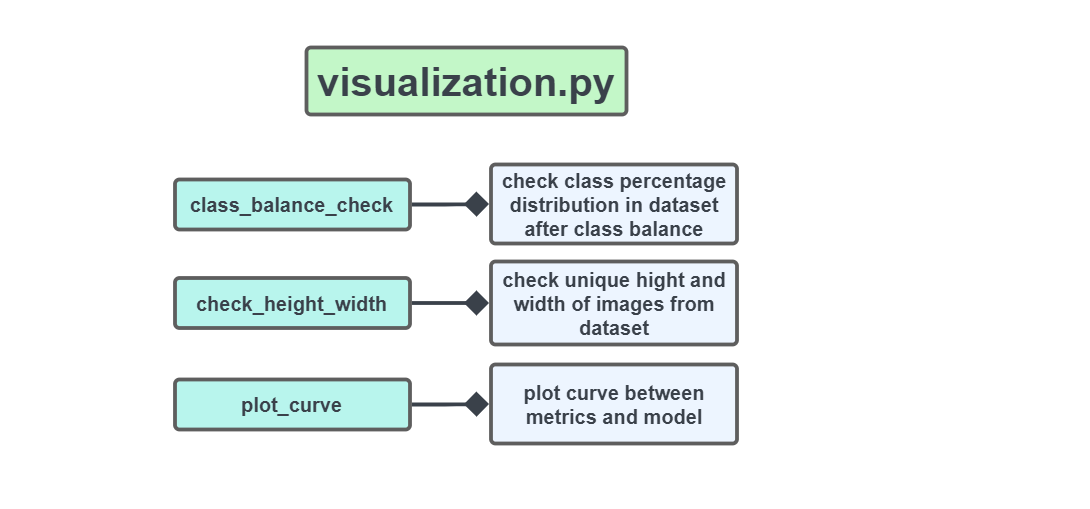 visualization.py
class_balance_check
check class percentage
distribution in dataset
after class balance
check_height_width
check unique hight and
width of images from
dataset
plot_curve
plot curve between
metrics and model